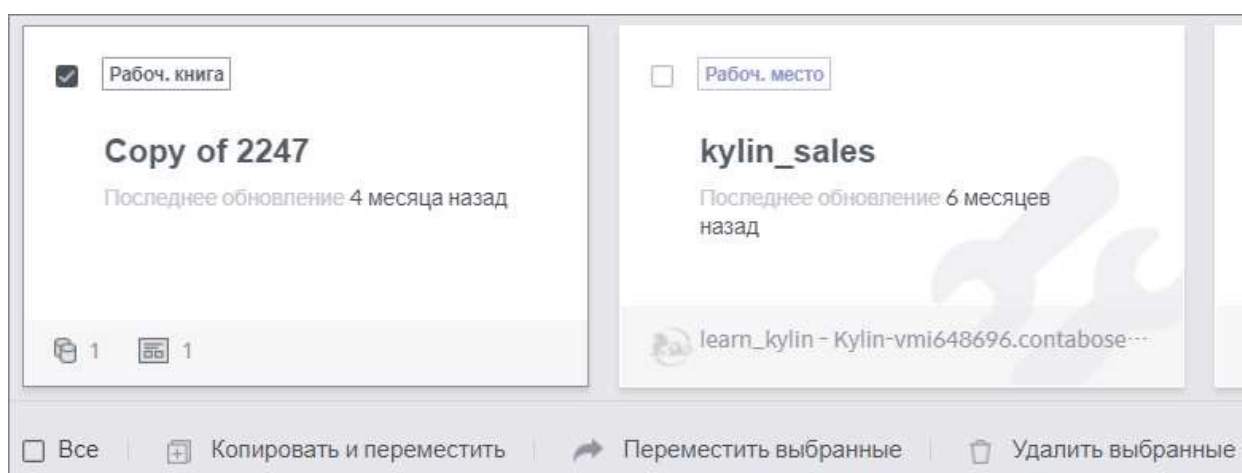 Рабоч. книга
Copy of 2247
Последнее обновление 4 месяца назад
1 1
Рабоч. место
kylin_sales
Последнее обновление 6 месяцев
назад
learn_kylin - Kylin-vmi648696.contabose···
Все Копировать и переместить Переместить выбранные Удалить выбранные